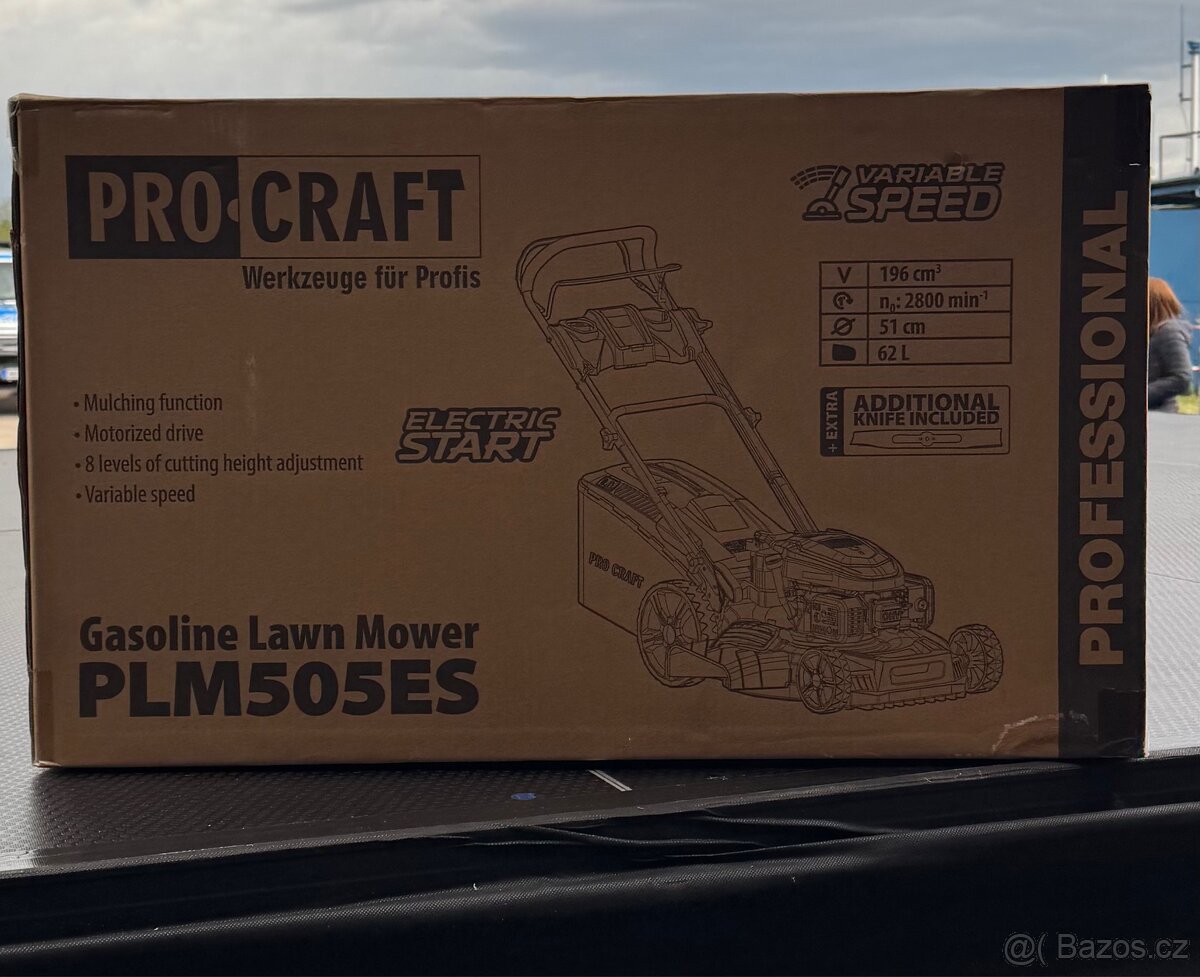 PRO CRAFT
Werkzeuge für Profis
VARIABLE
SPEED
V 196 cm³
n₀: 2800 min⁻¹
51 cm
62 L
+ EXTRA
ADDITIONAL
KNIFE INCLUDED
• Mulching function
• Motorized drive
• 8 levels of cutting height adjustment
• Variable speed
ELECTRIC
START
PRO CRAFT
Gasoline Lawn Mower
PLM505ES
PROFESSIONAL
@( Bazos.cz